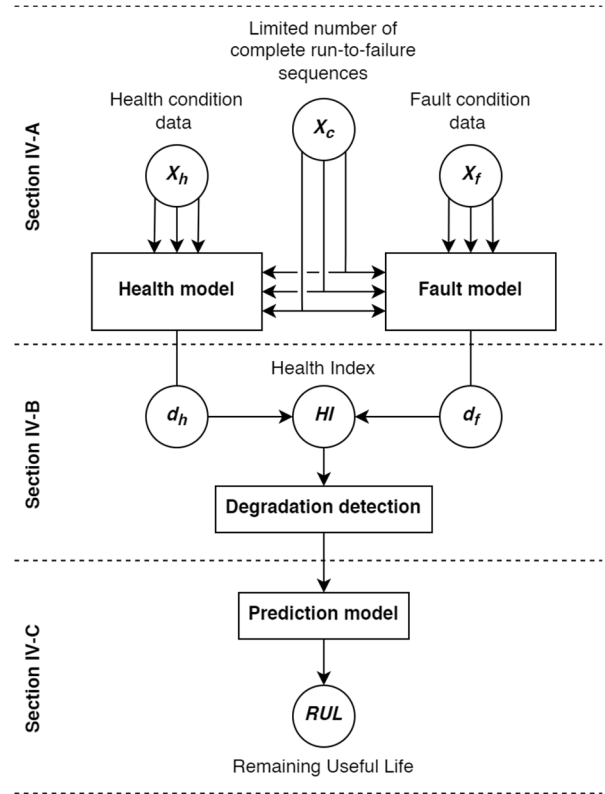 Limited number of
complete run-to-failure
sequences
Health condition
data
Fault condition
data
Section IV-A
X_h
X_c
X_f
Health model
Fault model
Section IV-B
Health Index
d_h
HI
d_f
Degradation detection
Section IV-C
Prediction model
RUL
Remaining Useful Life